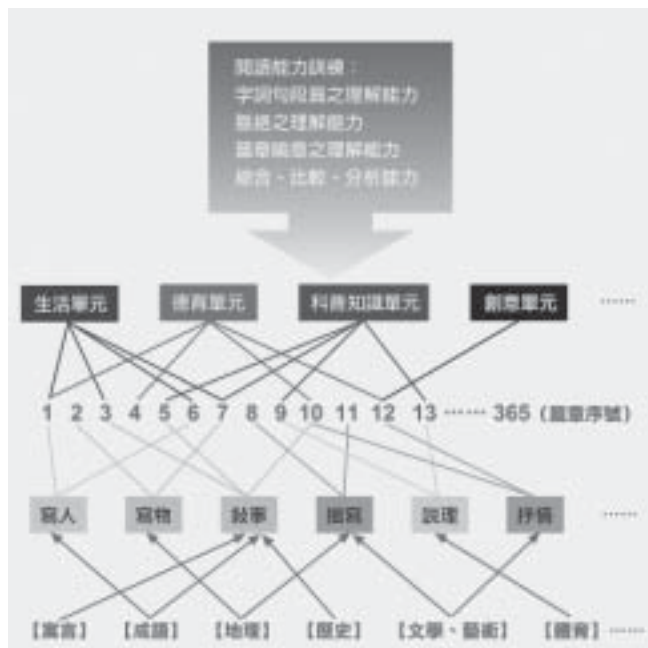 閱讀能力訓練：
字詞句段篇之理解能力
脈絡之理解能力
篇章喻意之理解能力
綜合、比較、分析能力
生活單元 德育單元 科普知識單元 創意單元 ……
1 2 3 4 5 6 7 8 9 10 11 12 13 …… 365（篇章序號）
寫人 寫物 敍事 描寫 説理 抒情 ……
【寓言】 【成語】 【地理】 【歷史】 【文學、藝術】 【體育】 ……